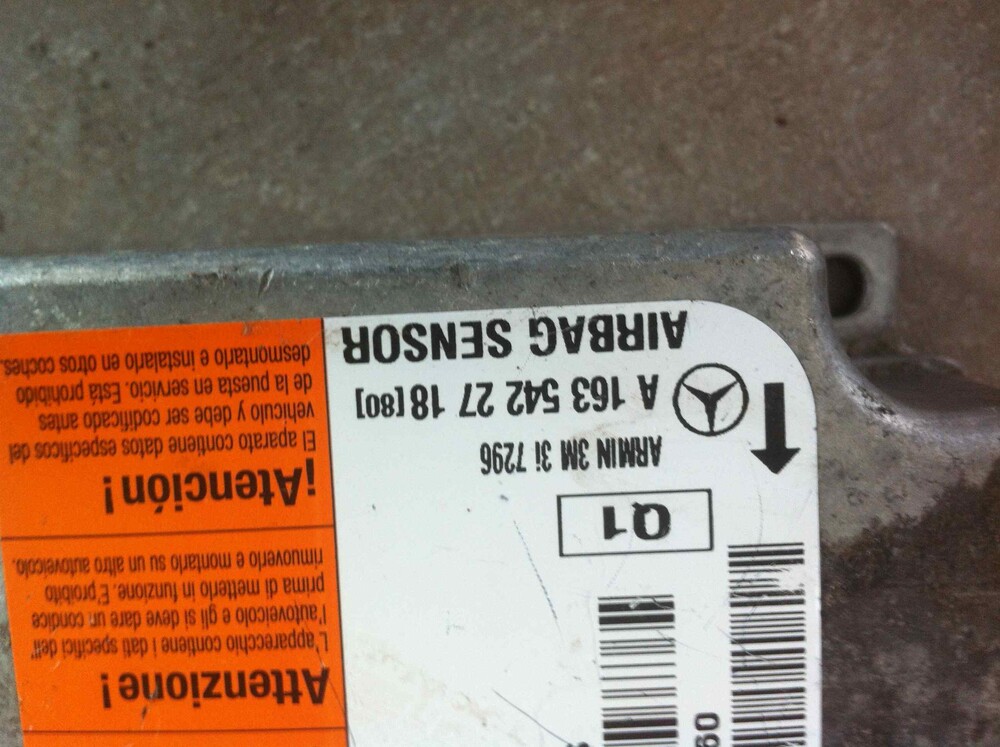 Attenzione!
L'apparecchio contiene i dati specifici dell'
l'autoveicolo e gli si deve dare un condice
prima di metterlo in funzione. E'proibito
rimuoverlo e montarlo su un altro autoveicolo.
¡Atención!
El aparato contiene datos específicos del
vehículo y debe ser codificado antes
de la puesta en servicio. Está prohibido
desmontarlo e instalarlo en otros coches.
60
Q1
ARMIN 3M 3i 7296
A 163 542 27 18 [80]
AIRBAG SENSOR